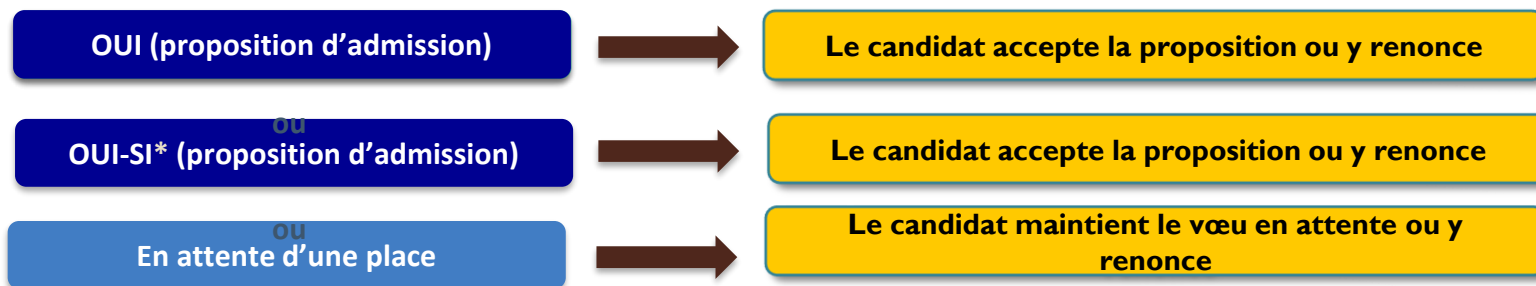 OUI (proposition d’admission)
Le candidat accepte la proposition ou y renonce
ou
OUI-SI* (proposition d’admission)
Le candidat accepte la proposition ou y renonce
ou
En attente d’une place
Le candidat maintient le vœu en attente ou y
renonce